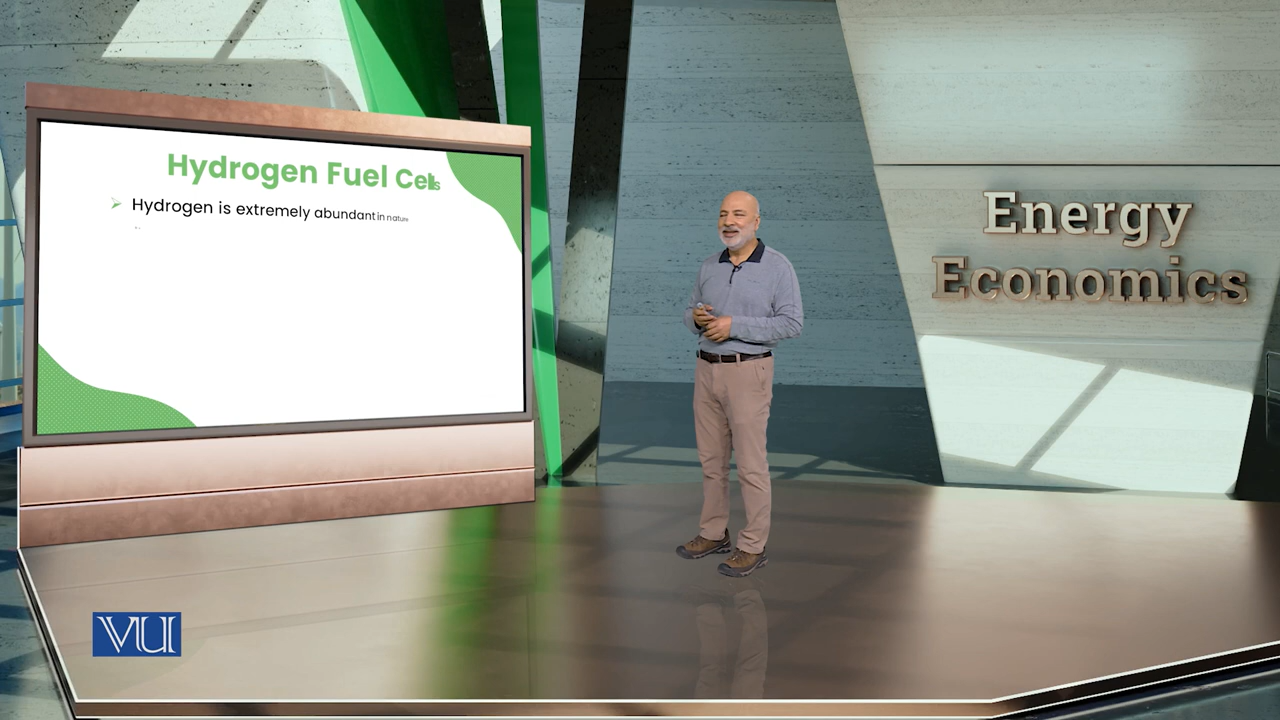 Hydrogen Fuel Cells
Hydrogen is extremely abundant in nature
Energy
Economics
VU